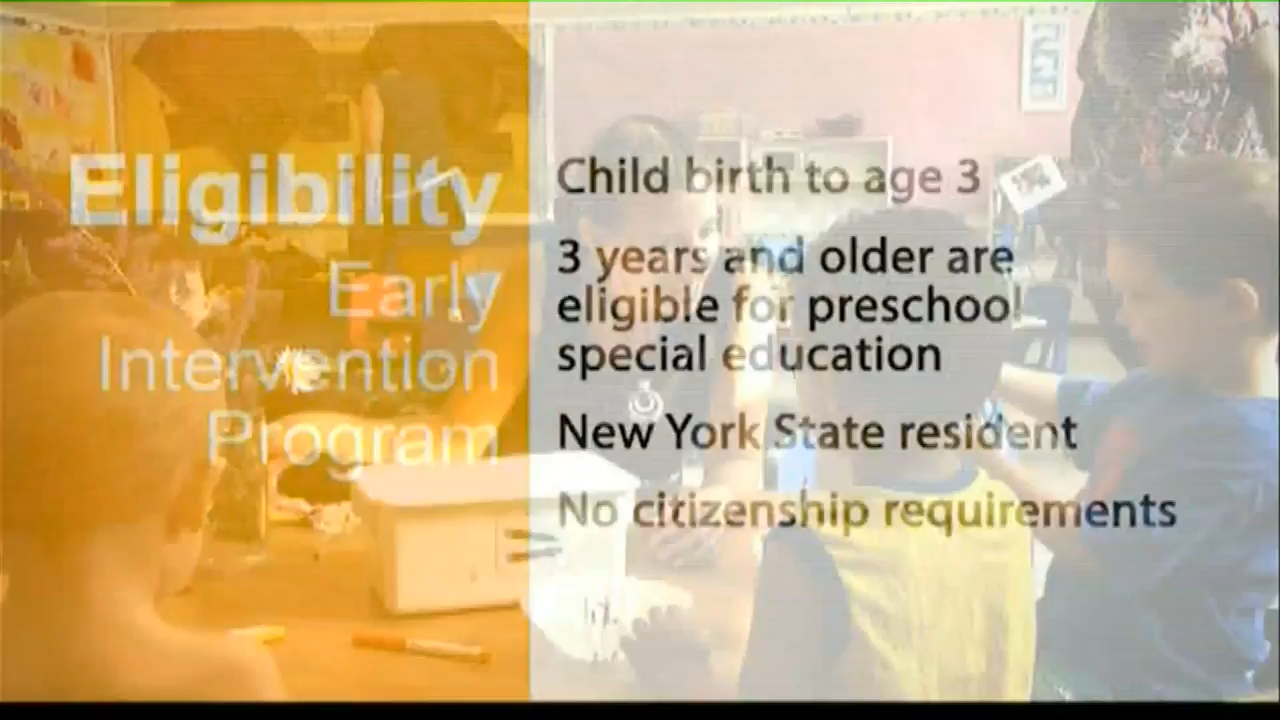 Eligibility
Early
Intervention
Program
Child birth to age 3
3 years and older are
eligible for preschool
special education
New York State resident
No citizenship requirements